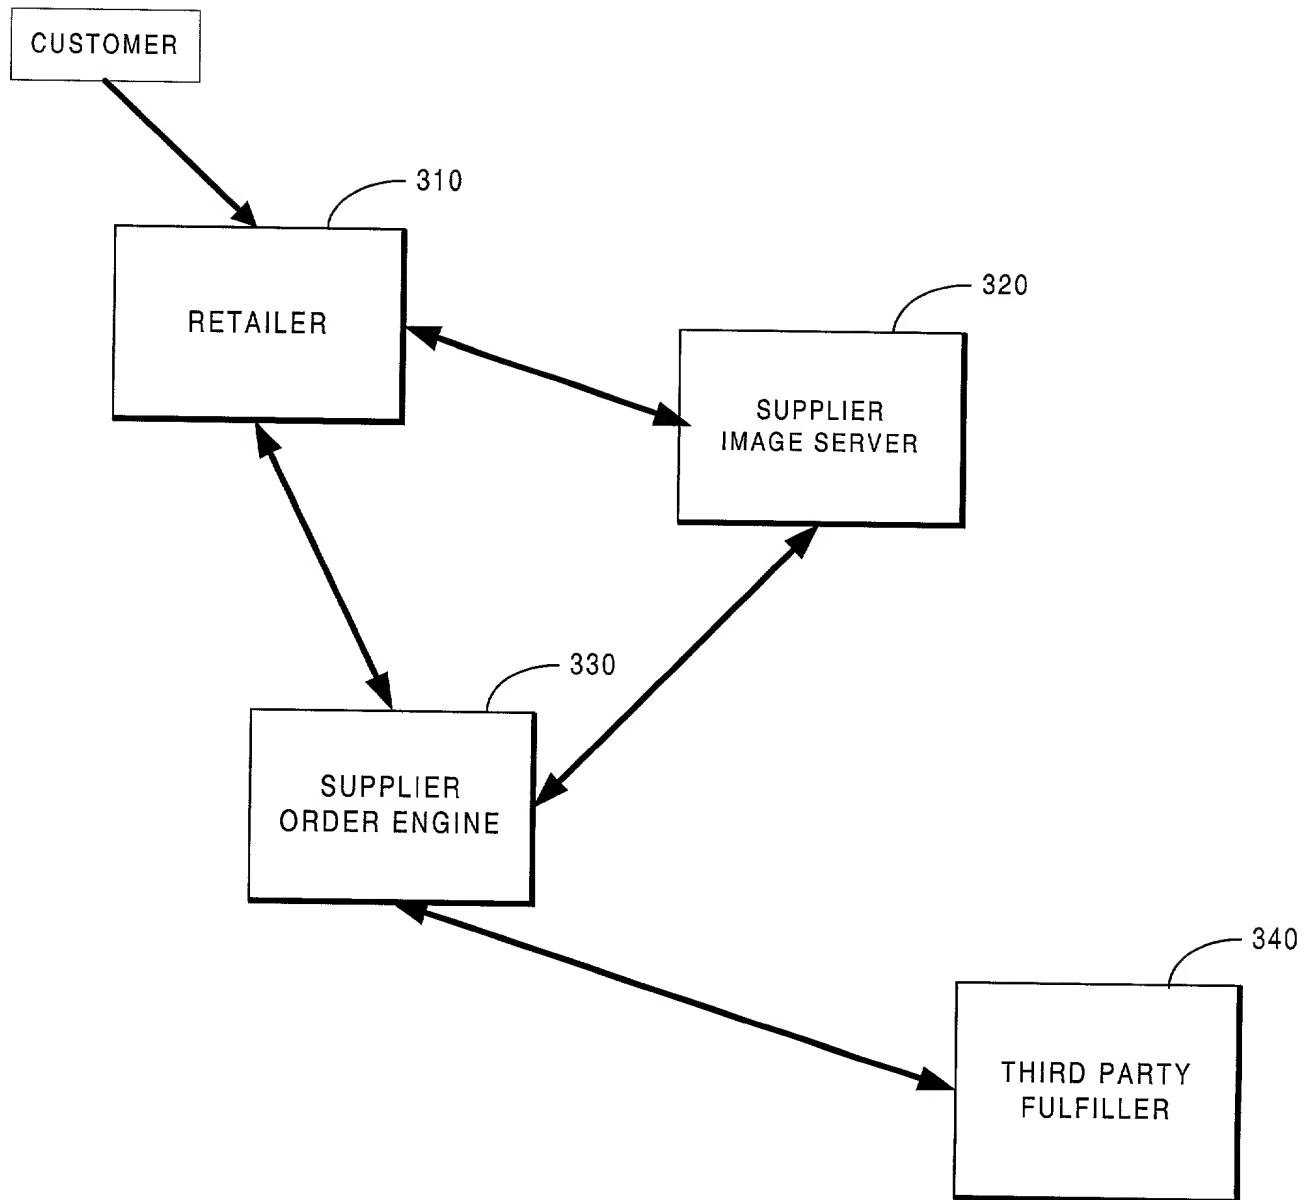 CUSTOMER
310
RETAILER
320
SUPPLIER
IMAGE SERVER
330
SUPPLIER
ORDER ENGINE
340
THIRD PARTY
FULFILLER